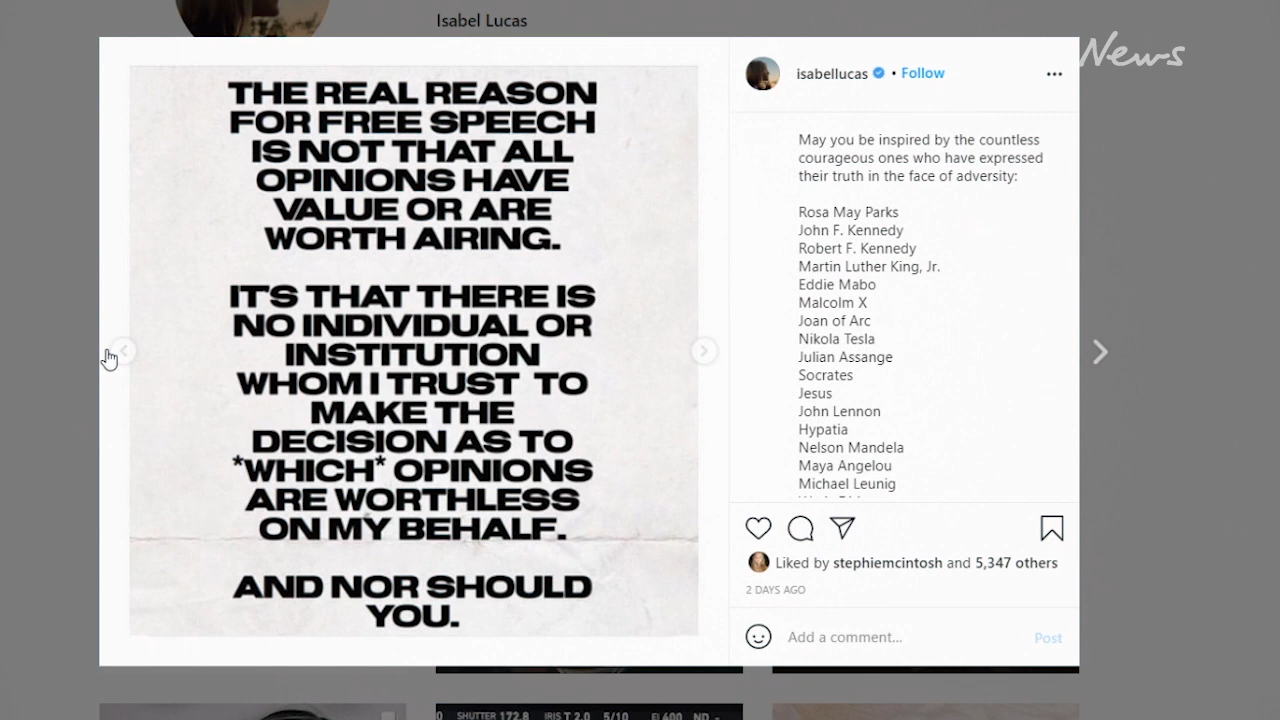 Isabel Lucas
News
THE REAL REASON
FOR FREE SPEECH
IS NOT THAT ALL
OPINIONS HAVE
VALUE OR ARE
WORTH AIRING.
IT'S THAT THERE IS
NO INDIVIDUAL OR
INSTITUTION
WHOM I TRUST TO
MAKE THE
DECISION AS TO
*WHICH* OPINIONS
ARE WORTHLESS
ON MY BEHALF.
AND NOR SHOULD
YOU.
isabellucas • Follow
May you be inspired by the countless
courageous ones who have expressed
their truth in the face of adversity:
Rosa May Parks
John F. Kennedy
Robert F. Kennedy
Martin Luther King, Jr.
Eddie Mabo
Malcolm X
Joan of Arc
Nikola Tesla
Julian Assange
Socrates
Jesus
John Lennon
Hypatia
Nelson Mandela
Maya Angelou
Michael Leunig
Liked by stephiemcintosh and 5,347 others
2 DAYS AGO
Add a comment... Post
0 SHUTTER 172.8 IRIS T 2.0 5/10 EI 400 ND -